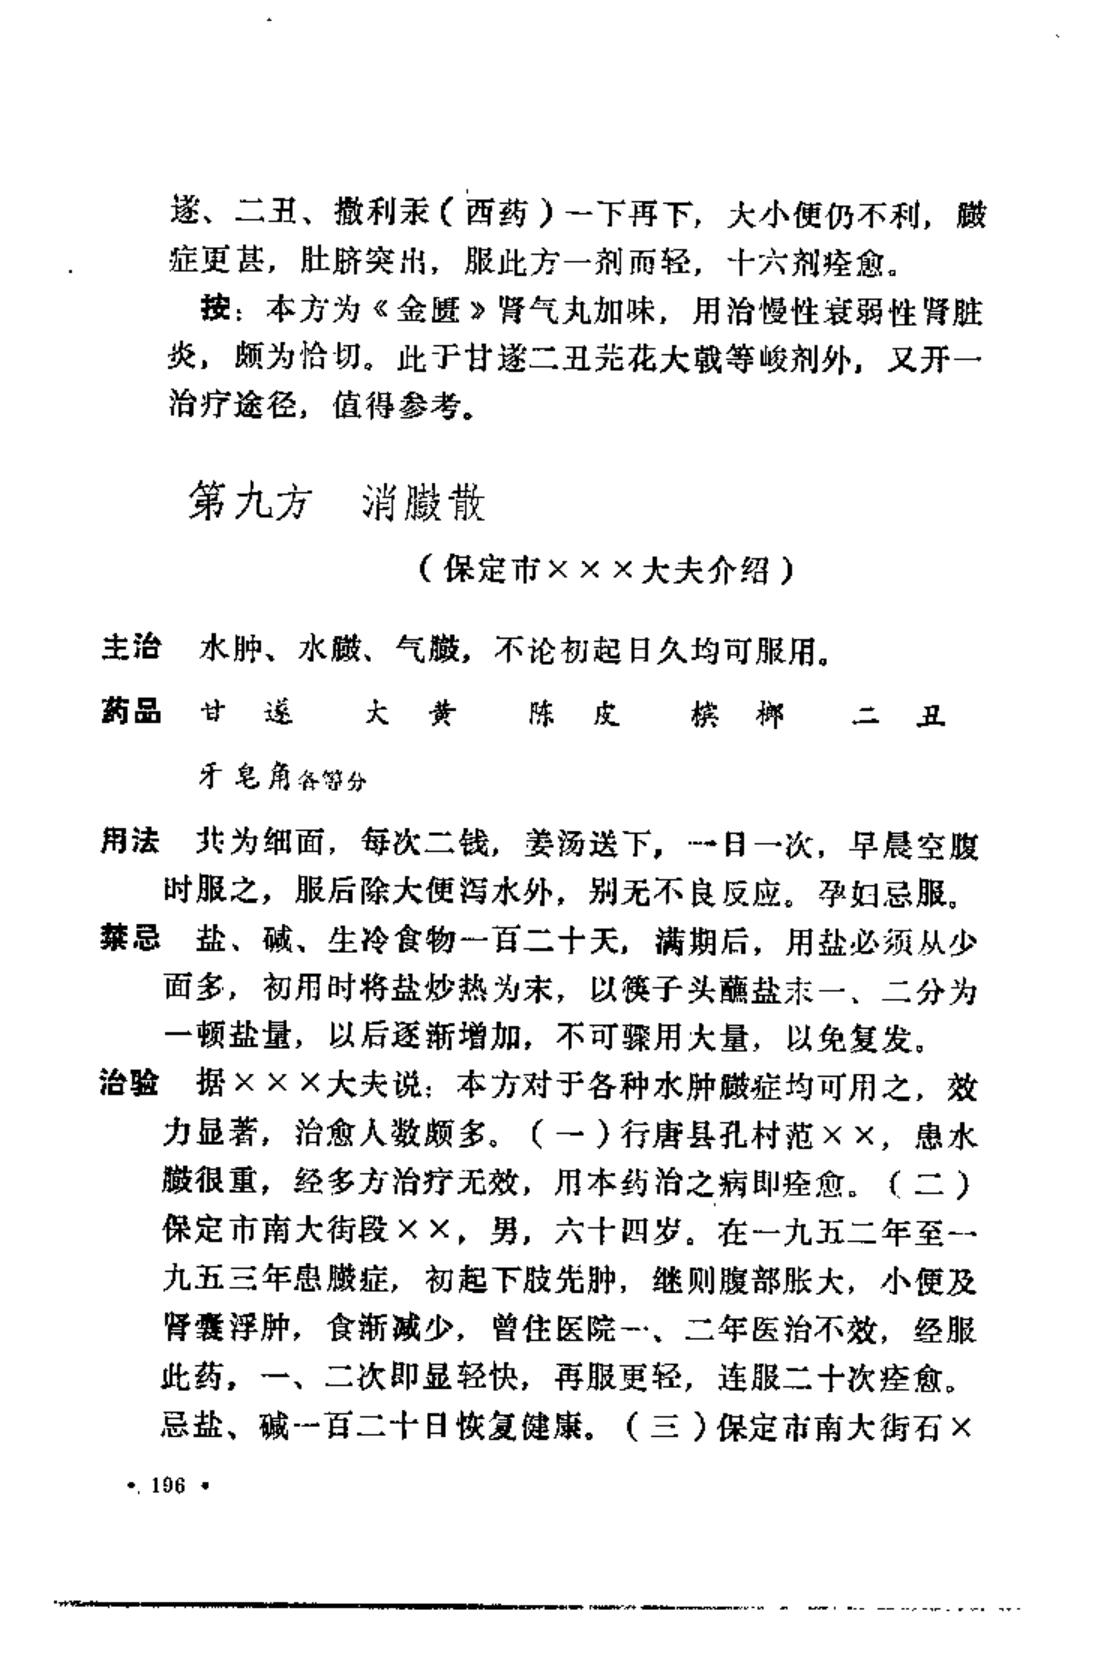 遂、二丑、撒利汞（西药）一下再下，大小便仍不利，臌
症更甚，肚脐突出，服此方一剂而轻，十六剂痊愈。
按：本方为《金匮》肾气丸加味，用治慢性衰弱性肾脏
炎，颇为恰切。此于甘遂二丑芫花大戟等峻剂外，又开一
治疗途径，值得参考。
第九方 消臌散
（保定市×××大夫介绍）
主治 水肿、水臌、气臌，不论初起日久均可服用。
药品 甘遂 大黄 陈皮 槟榔 二丑
牙皂角各等分
用法 共为细面，每次二钱，姜汤送下，一日一次，早晨空腹
时服之，服后除大便泻水外，别无不良反应。孕妇忌服。
禁忌 盐、碱、生冷食物一百二十天，满期后，用盐必须从少
面多，初用时将盐炒热为末，以筷子头蘸盐末一、二分为
一顿盐量，以后逐渐增加，不可骤用大量，以免复发。
治验 据×××大夫说：本方对于各种水肿臌症均可用之，效
力显著，治愈人数颇多。（一）行唐县孔村范××，患水
臌很重，经多方治疗无效，用本药治之病即痊愈。（二）
保定市南大街段××，男，六十四岁。在一九五二年至一
九五三年患臌症，初起下肢先肿，继则腹部胀大，小便及
肾囊浮肿，食渐减少，曾住医院一、二年医治不效，经服
此药，一、二次即显轻快，再服更轻，连服二十次痊愈。
忌盐、碱一百二十日恢复健康。（三）保定市南大街石×
• 196 •